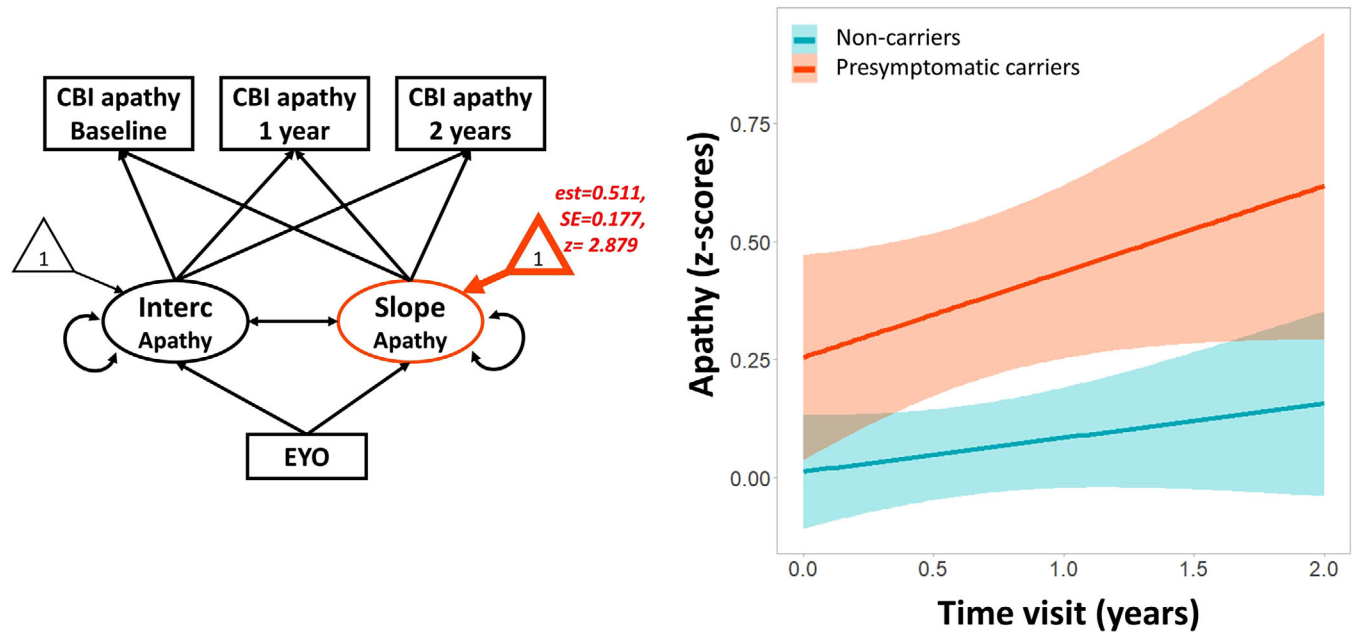 CBI apathy
Baseline
CBI apathy
1 year
CBI apathy
2 years
est=0.511,
SE=0.177,
z= 2.879
1
1
Interc
Apathy
Slope
Apathy
EYO
Non-carriers
Presymptomatic carriers
Apathy (z-scores)
0.75
0.50
0.25
0.00
0.0
0.5
1.0
1.5
2.0
Time visit (years)